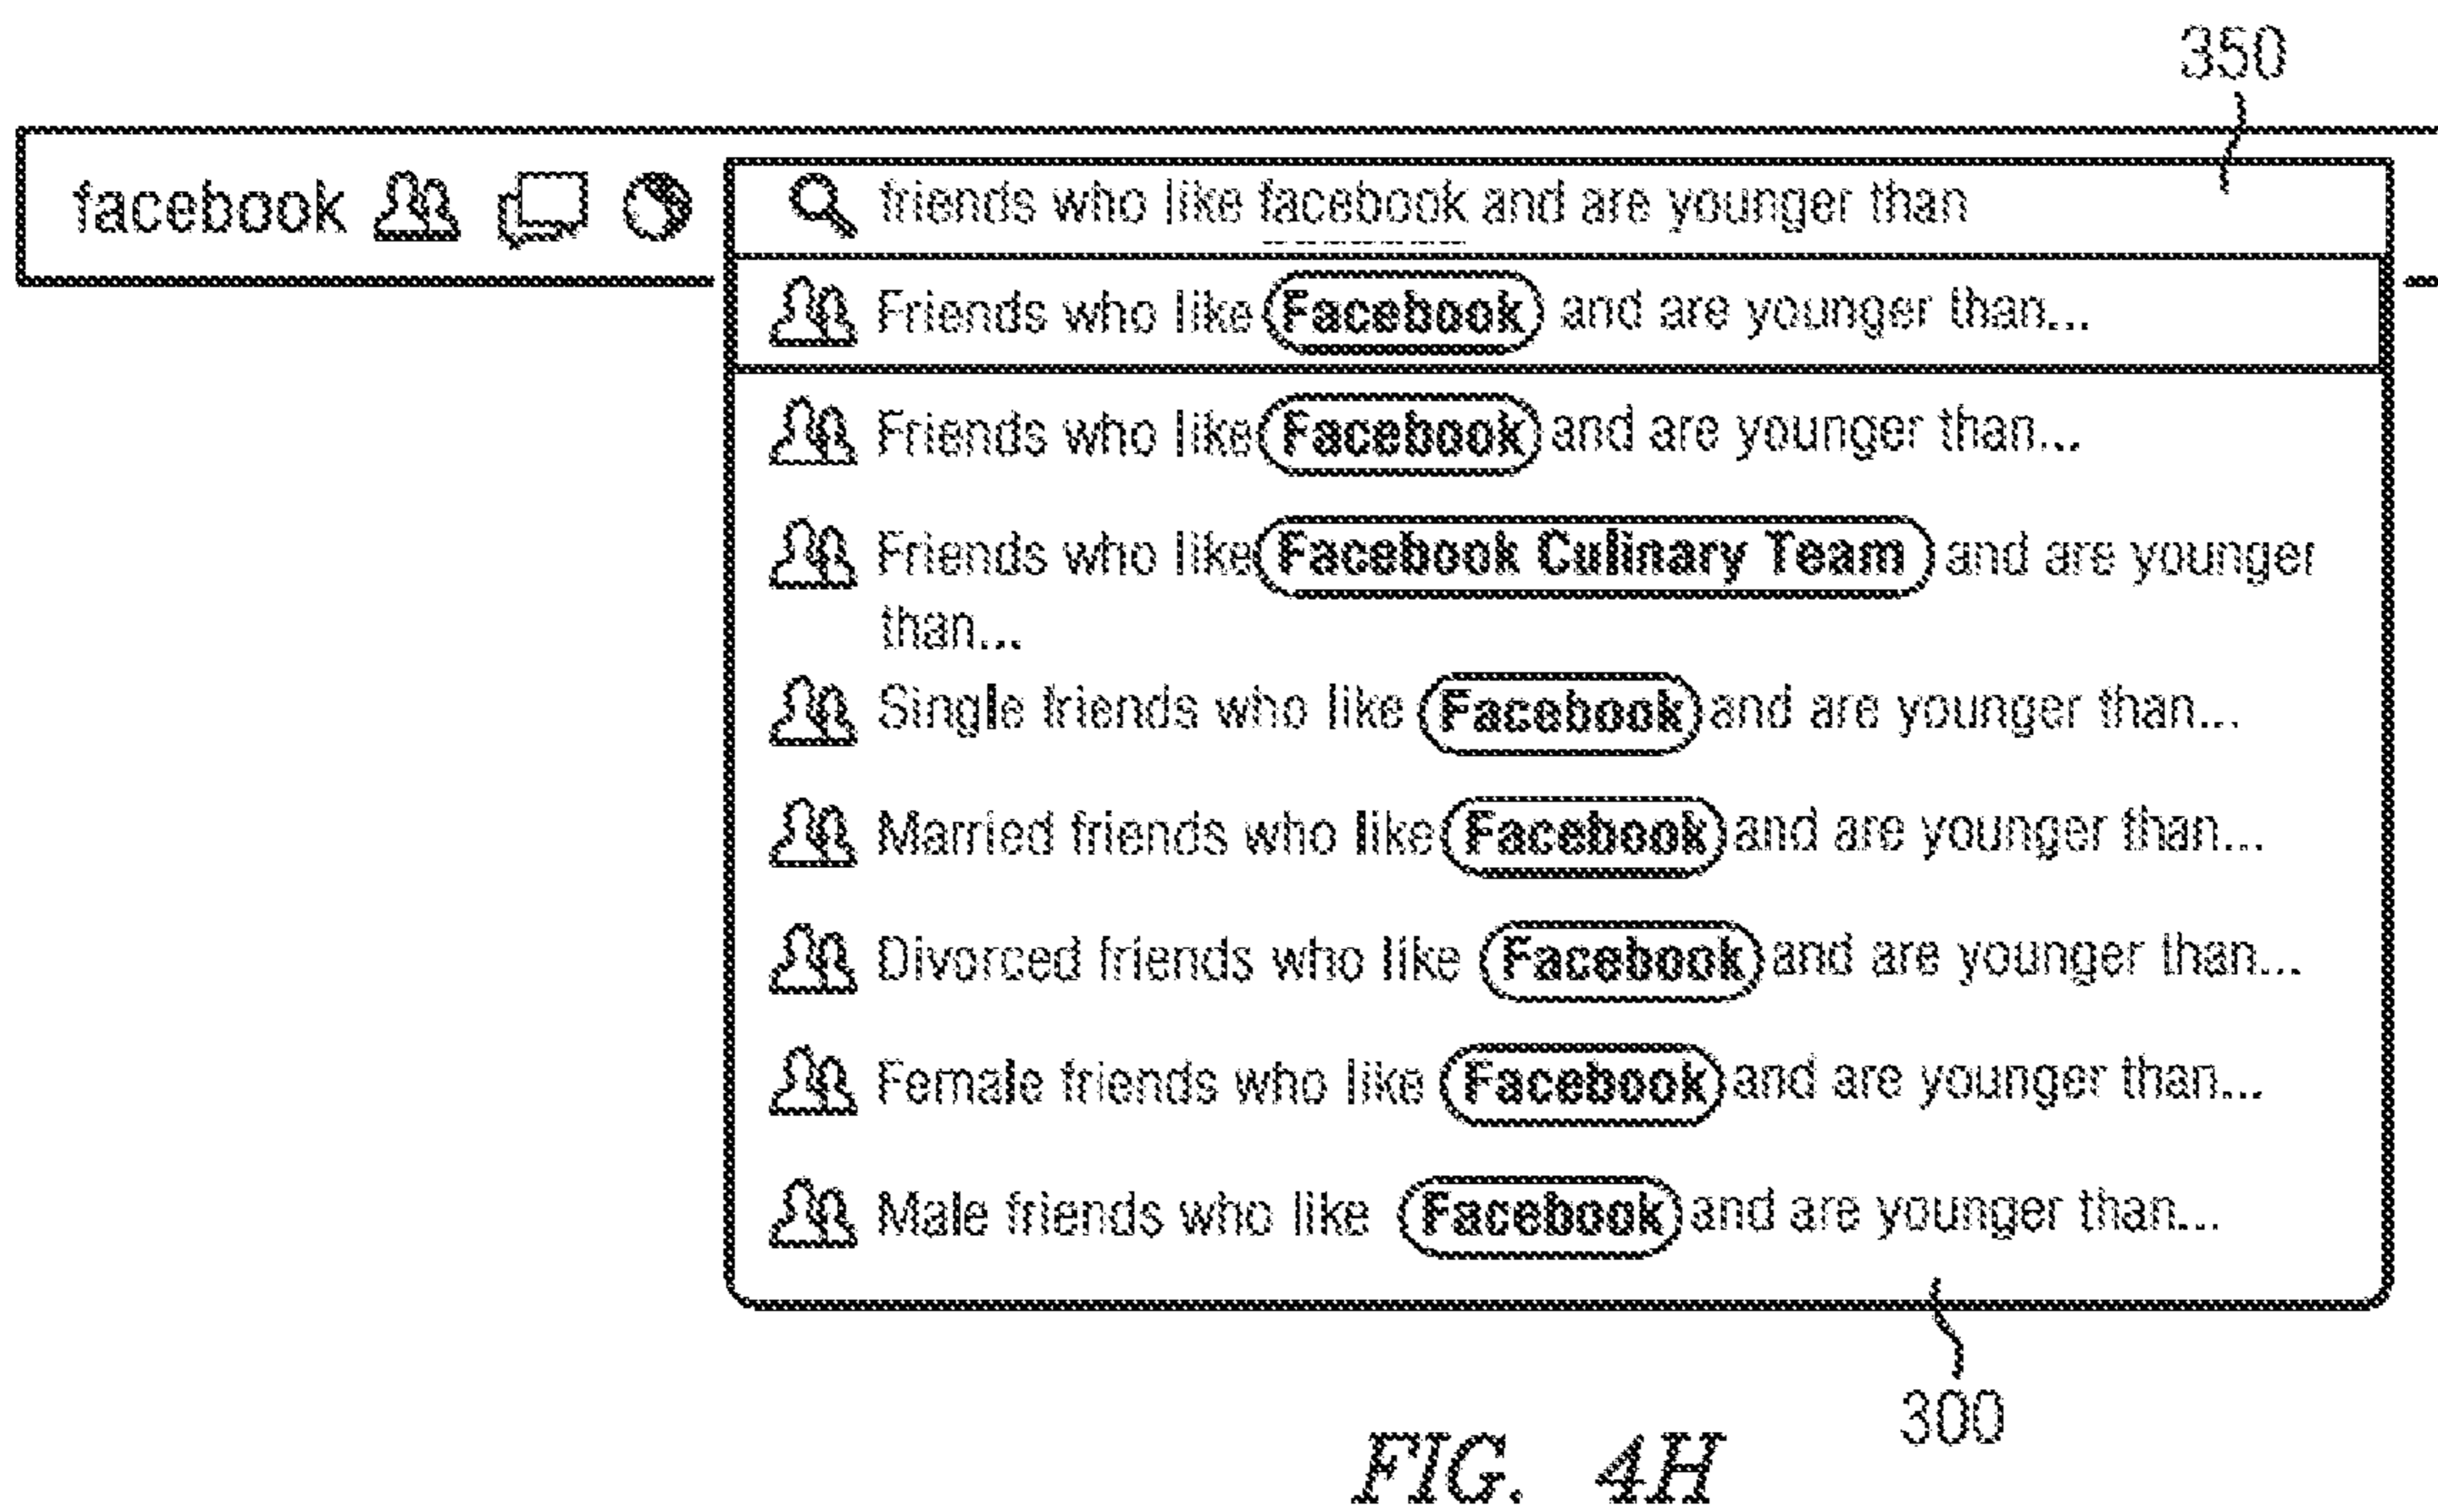 350
facebook
friends who like facebook and are younger than
Friends who like Facebook and are younger than...
Friends who like Facebook and are younger than...
Friends who like Facebook Culinary Team and are younger
than...
Single friends who like Facebook and are younger than...
Married friends who like Facebook and are younger than...
Divorced friends who like Facebook and are younger than...
Female friends who like Facebook and are younger than...
Male friends who like Facebook and are younger than...
300
FIG. 4H